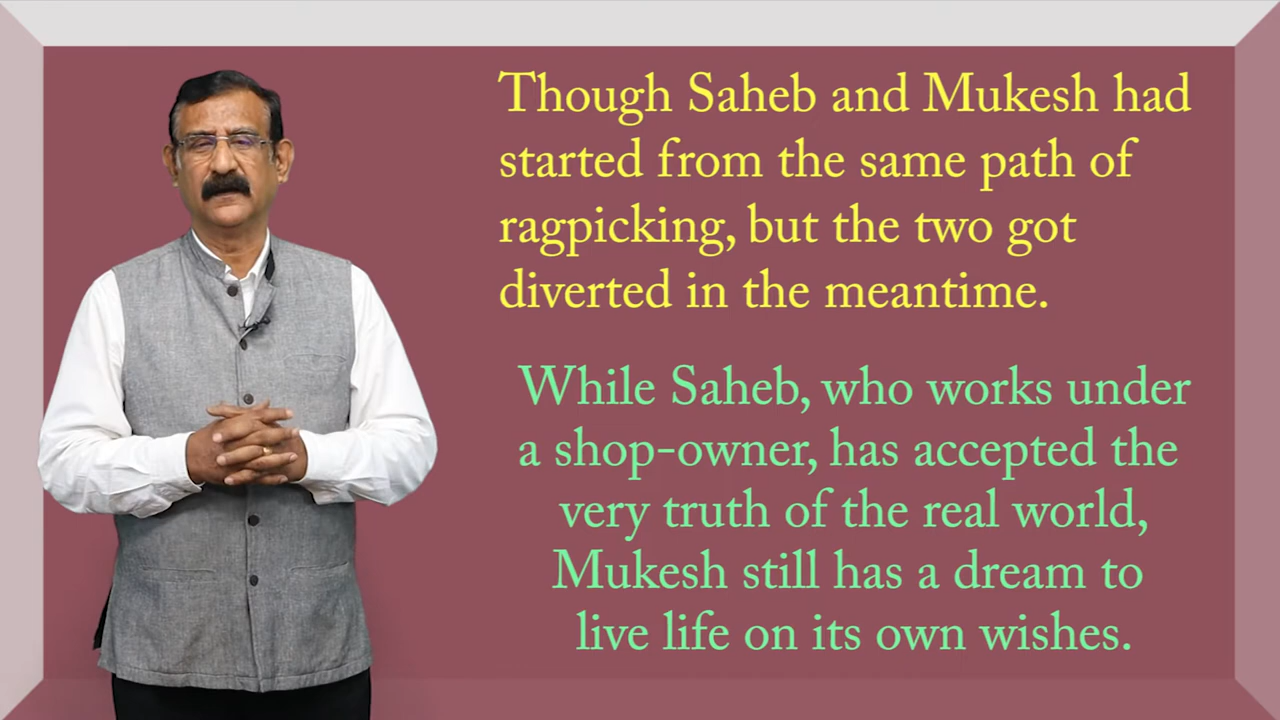 Though Saheb and Mukesh had
started from the same path of
ragpicking, but the two got
diverted in the meantime.
While Saheb, who works under
a shop-owner, has accepted the
very truth of the real world,
Mukesh still has a dream to
live life on its own wishes.